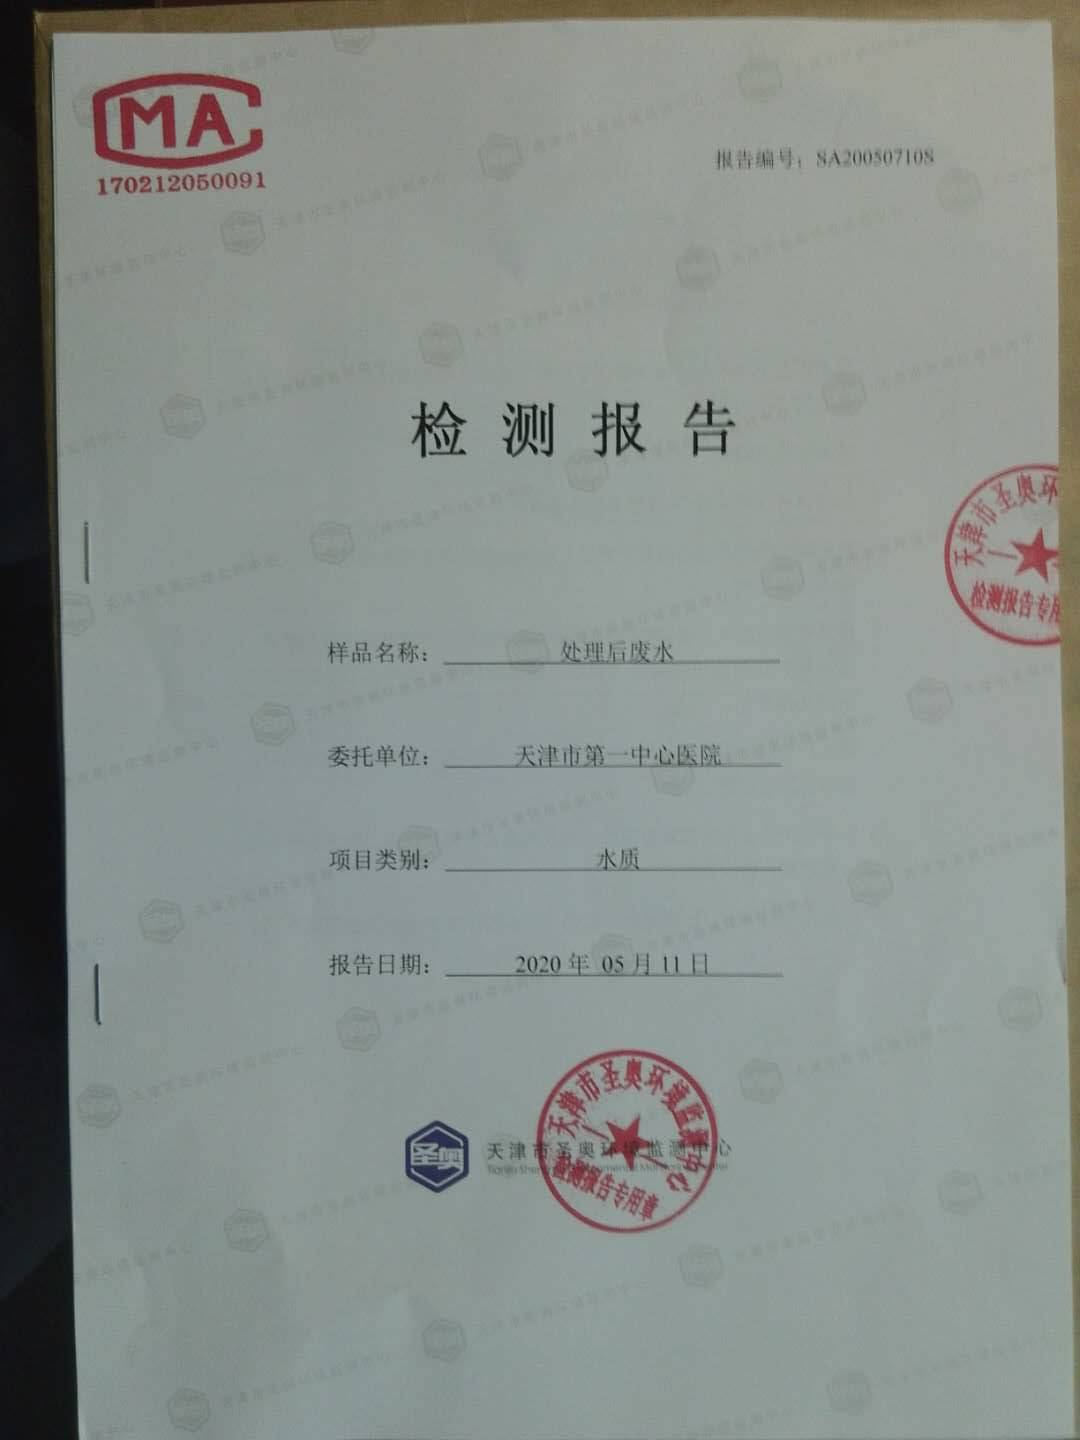 MA
170212050091
报告编号：SA20050710S
检测报告
样品名称：处理后废水
委托单位：天津市第一中心医院
项目类别：水质
报告日期：2020年 05月11日
圣奥 天津市圣奥环境监测中心
天津市圣奥环境监测中心
检测报告专用章
天津市圣奥环
检测报告专用